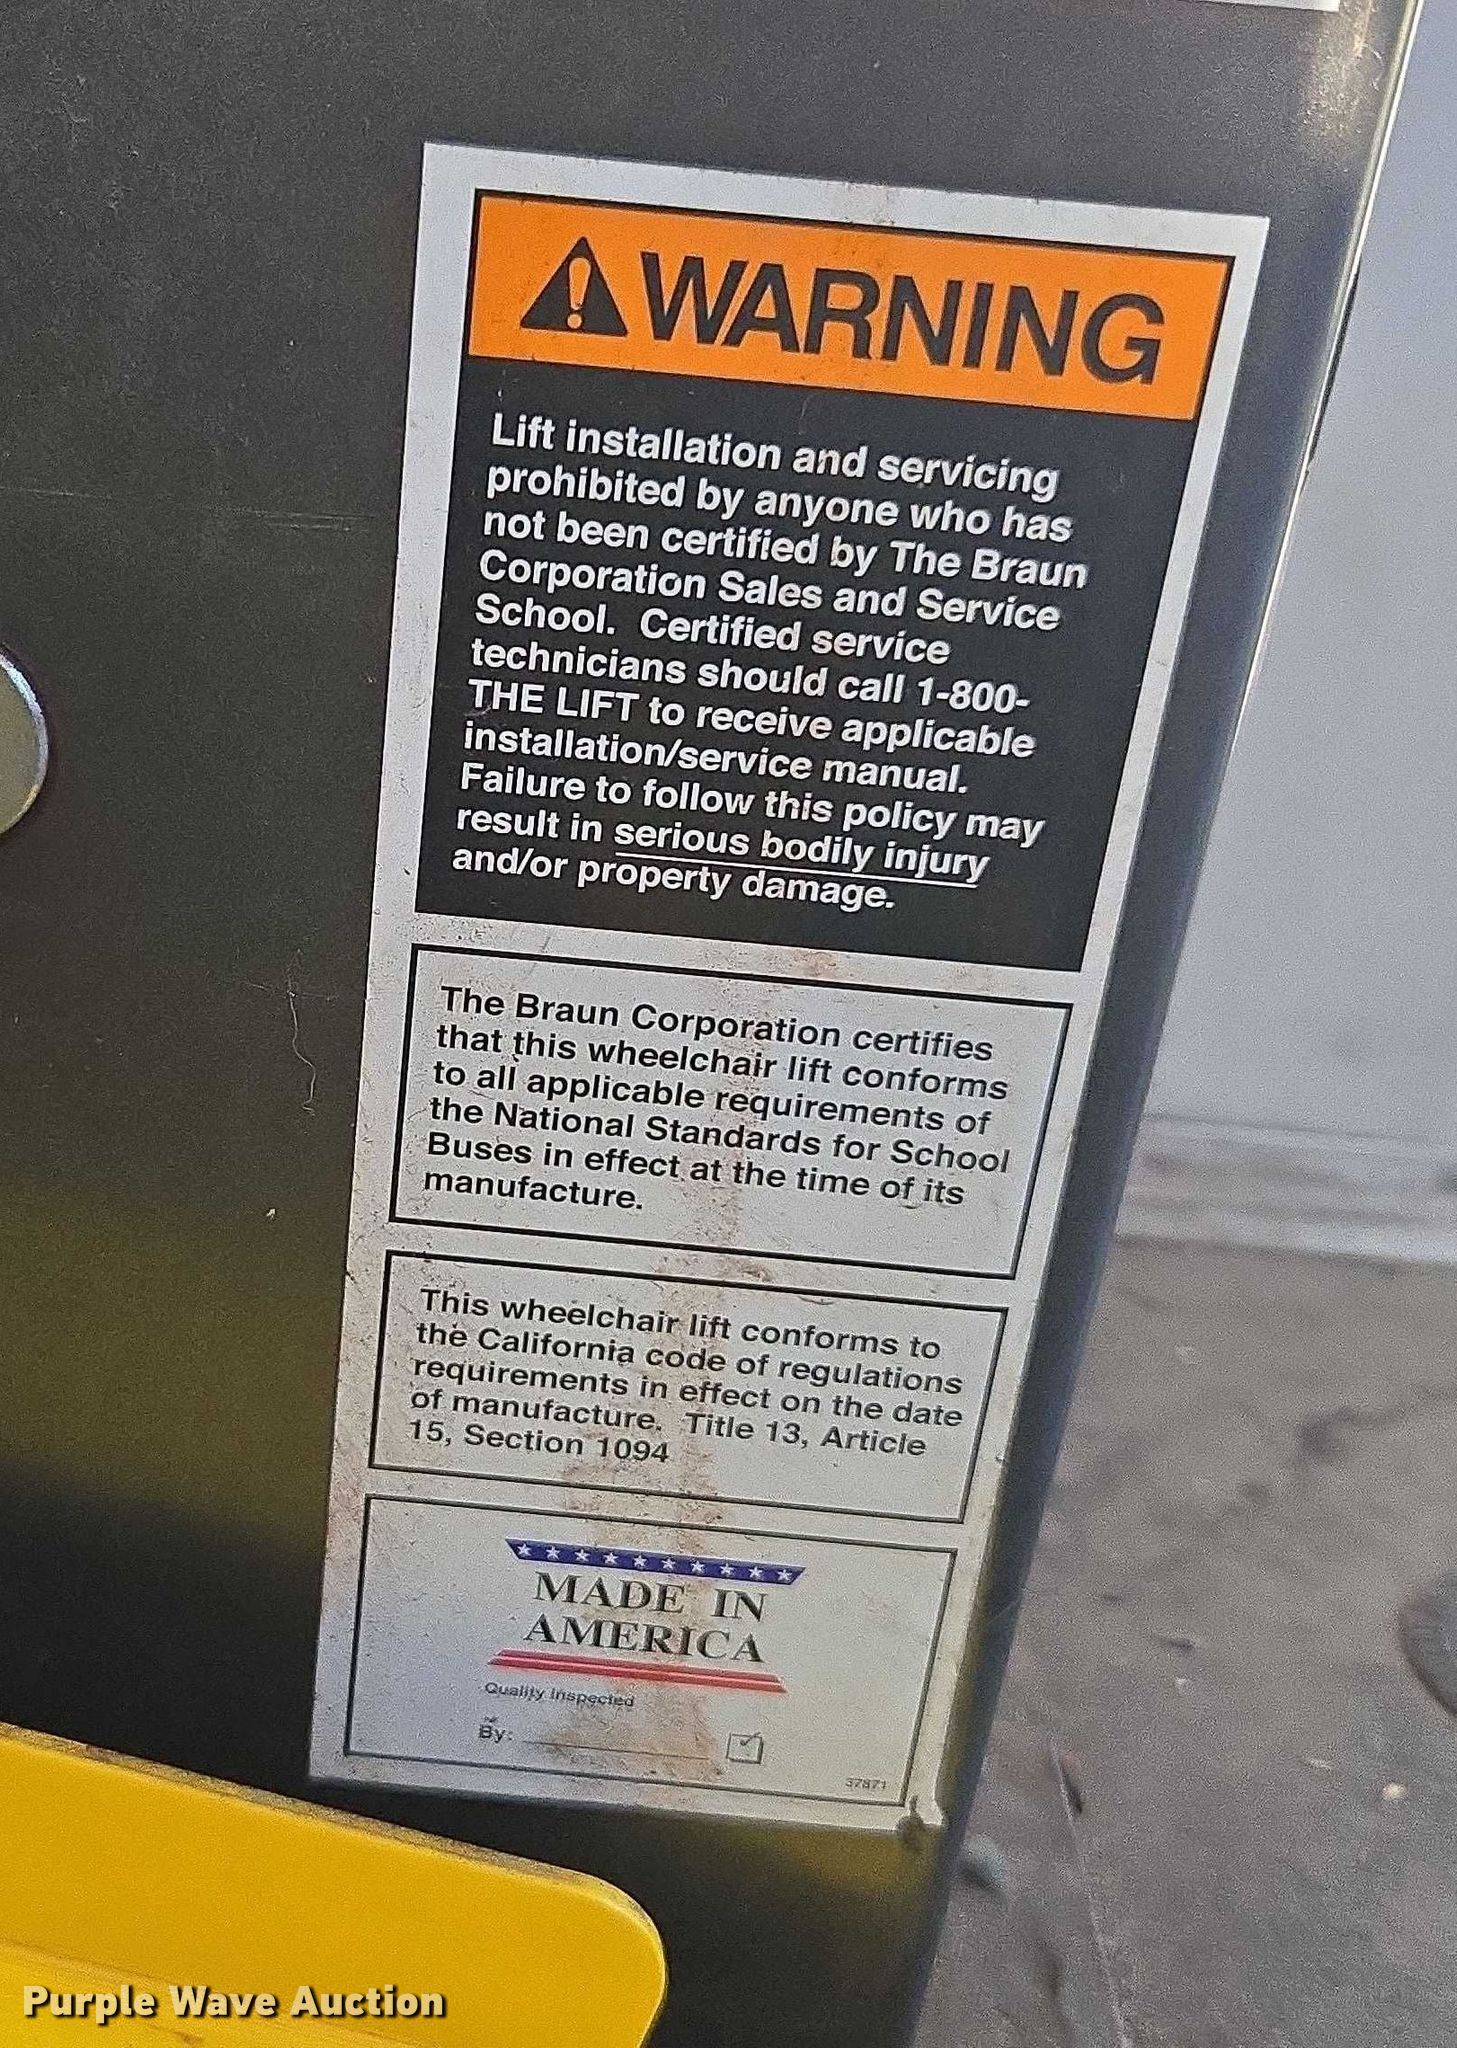 WARNING
Lift installation and servicing
prohibited by anyone who has
not been certified by The Braun
Corporation Sales and Service
School. Certified service
technicians should call 1-800-
THE LIFT to receive applicable
installation/service manual.
Failure to follow this policy may
result in serious bodily injury
and/or property damage.
The Braun Corporation certifies
that this wheelchair lift conforms
to all applicable requirements of
the National Standards for School
Buses in effect at the time of its
manufacture.
This wheelchair lift conforms to
the California code of regulations
requirements in effect on the date
of manufacture. Title 13, Article
15, Section 1094
MADE IN
AMERICA
Quality Inspected
By:
37871
Purple Wave Auction